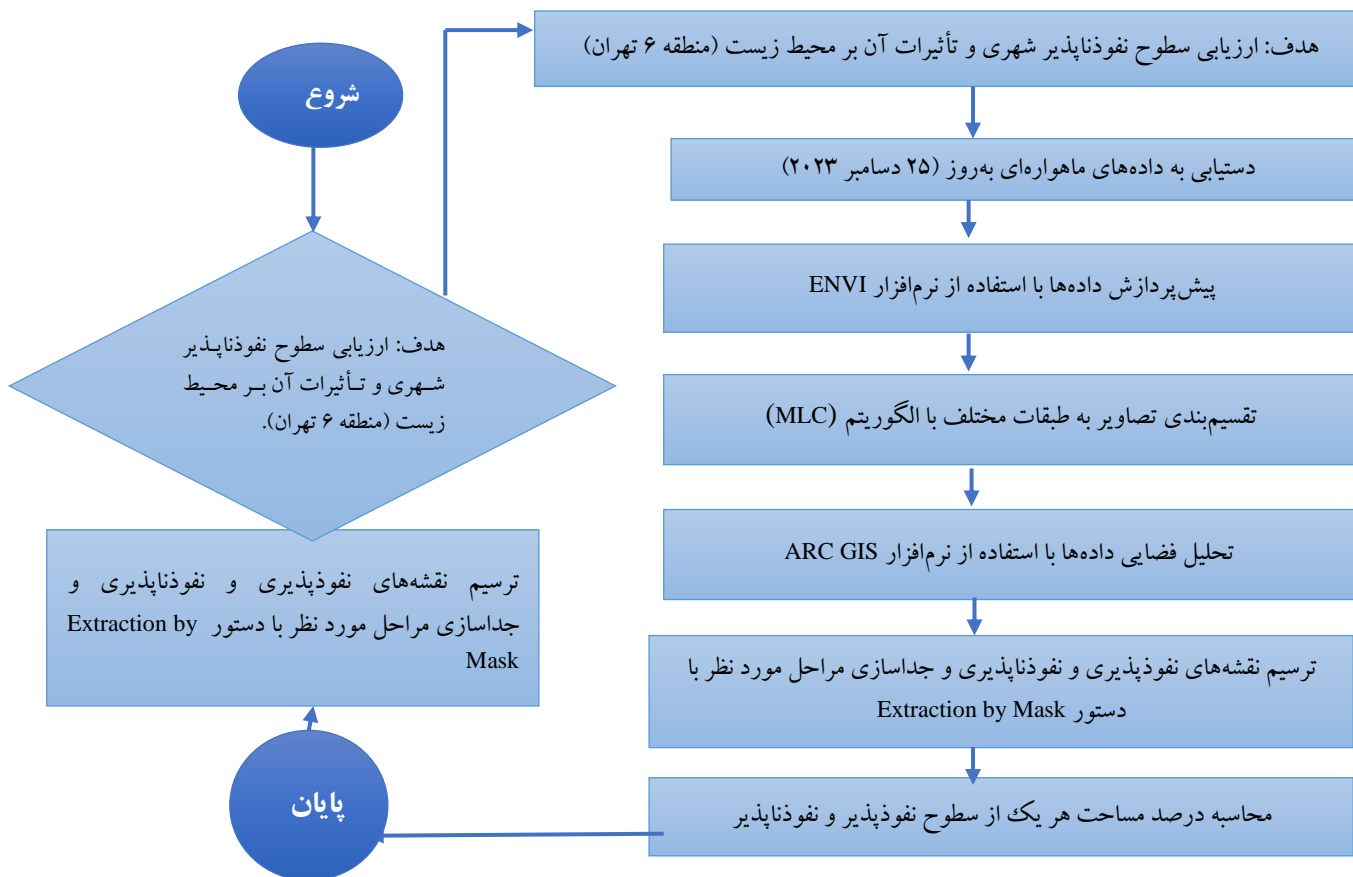 شروع
هدف: ارزیابی سطوح نفوذناپذیر
شهری و تأثیرات آن بر محیط
زیست (منطقه ۶ تهران).
هدف: ارزیابی سطوح نفوذناپذیر شهری و تأثیرات آن بر محیط زیست (منطقه ۶ تهران)
دستیابی به داده‌های ماهواره‌ای به‌روز (۲۵ دسامبر ۲۰۲۳)
پیش‌پردازش داده‌ها با استفاده از نرم‌افزار ENVI
تقسیم‌بندی تصاویر به طبقات مختلف با الگوریتم (MLC)
تحلیل فضایی داده‌ها با استفاده از نرم‌افزار ARC GIS
ترسیم نقشه‌های نفوذپذیری و نفوذناپذیری و جداسازی مراحل مورد نظر با
دستور Extraction by Mask
محاسبه درصد مساحت هر یک از سطوح نفوذپذیر و نفوذناپذیر
پایان
ترسیم نقشه‌های نفوذپذیری و نفوذناپذیری و
جداسازی مراحل مورد نظر با دستور Extraction by
Mask